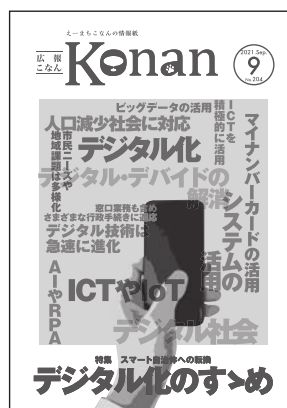 えーまちこなんの情報紙
広報
こなん
Konan
2021.Sep
9
No.204
ビッグデータの活用
人口減少社会に対応
デジタル化
ICTを
積極的に活用
マイナンバーカードの活用
市民ニーズや
地域課題は多様化
デジタル・デバイドの
解消
窓口業務も含め
さまざまな行政手続きに適応
デジタル技術は
急速に進化
システムの
活用
AIやRPA
ICTやIoT
デジタル社会
特集 スマート自治体への転換
デジタル化のすゝめ